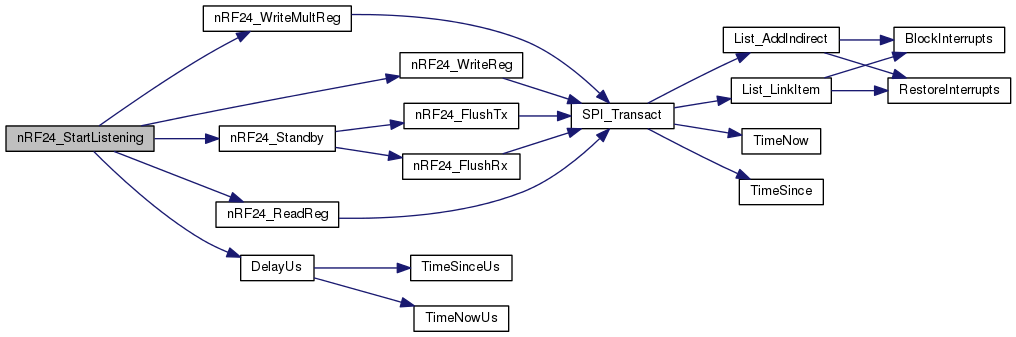 nRF24_StartListening
nRF24_WriteMultReg
nRF24_WriteReg
nRF24_Standby
nRF24_FlushTx
nRF24_FlushRx
nRF24_ReadReg
DelayUs
TimeSinceUs
TimeNowUs
SPI_Transact
List_AddIndirect
List_LinkItem
TimeNow
TimeSince
BlockInterrupts
RestoreInterrupts